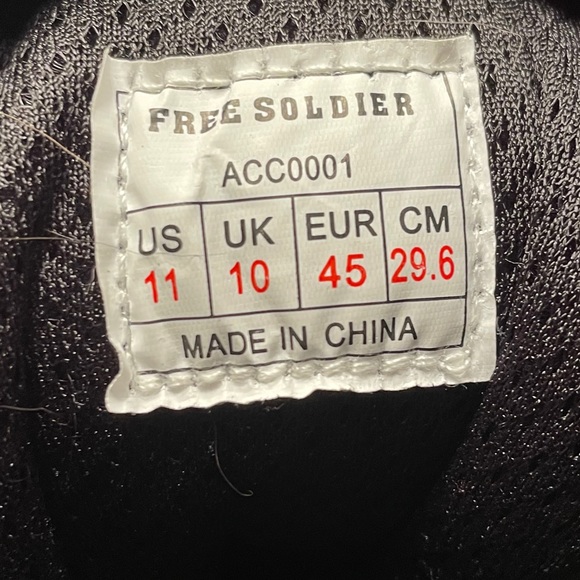 FREE SOLDIER
ACC0001
US UK EUR CM
11 10 45 29.6
MADE IN CHINA